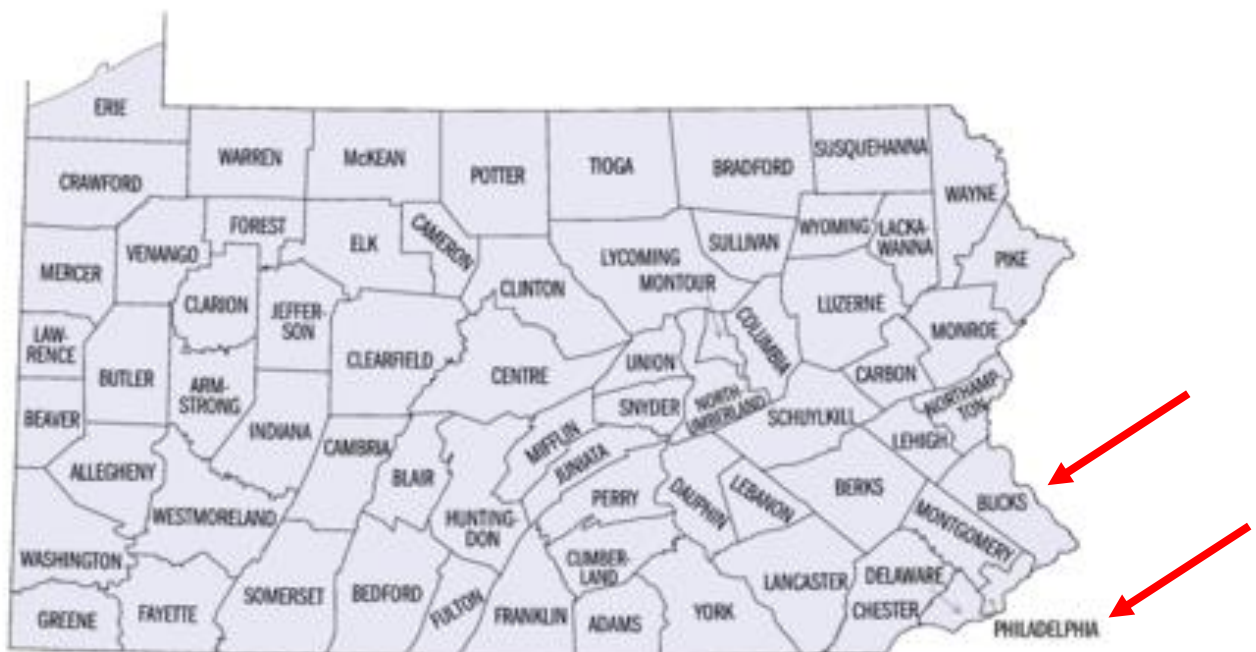 ERIE
WARREN
McKEAN
POTTER
TIOGA
BRADFORD
SUSQUEHANNA
WAYNE
CRAWFORD
FOREST
ELK
CAMERON
LYCOMING
SULLIVAN
WYOMING
LACKA-
WANNA
PIKE
MERCER
VENANGO
CLARION
JEFFER-
SON
CLINTON
MONTOUR
COLUMBIA
LUZERNE
MONROE
LAW-
RENCE
BUTLER
ARM-
STRONG
CLEARFIELD
CENTRE
UNION
SNYDER
NORTH
UMBERLAND
CARBON
NORTHAMP
TON
BEAVER
ALLEGHENY
INDIANA
CAMBRIA
BLAIR
MIFFLIN
JUNIATA
SCHUYLKILL
LEHIGH
WESTMORELAND
HUNTING-
DON
PERRY
DAUPHIN
LEBANON
BERKS
MONTGOMERY
BUCKS
WASHINGTON
CUMBER-
LAND
LANCASTER
DELAWARE
CHESTER
GREENE
FAYETTE
SOMERSET
BEDFORD
FULTON
FRANKLIN
ADAMS
YORK
PHILADELPHIA